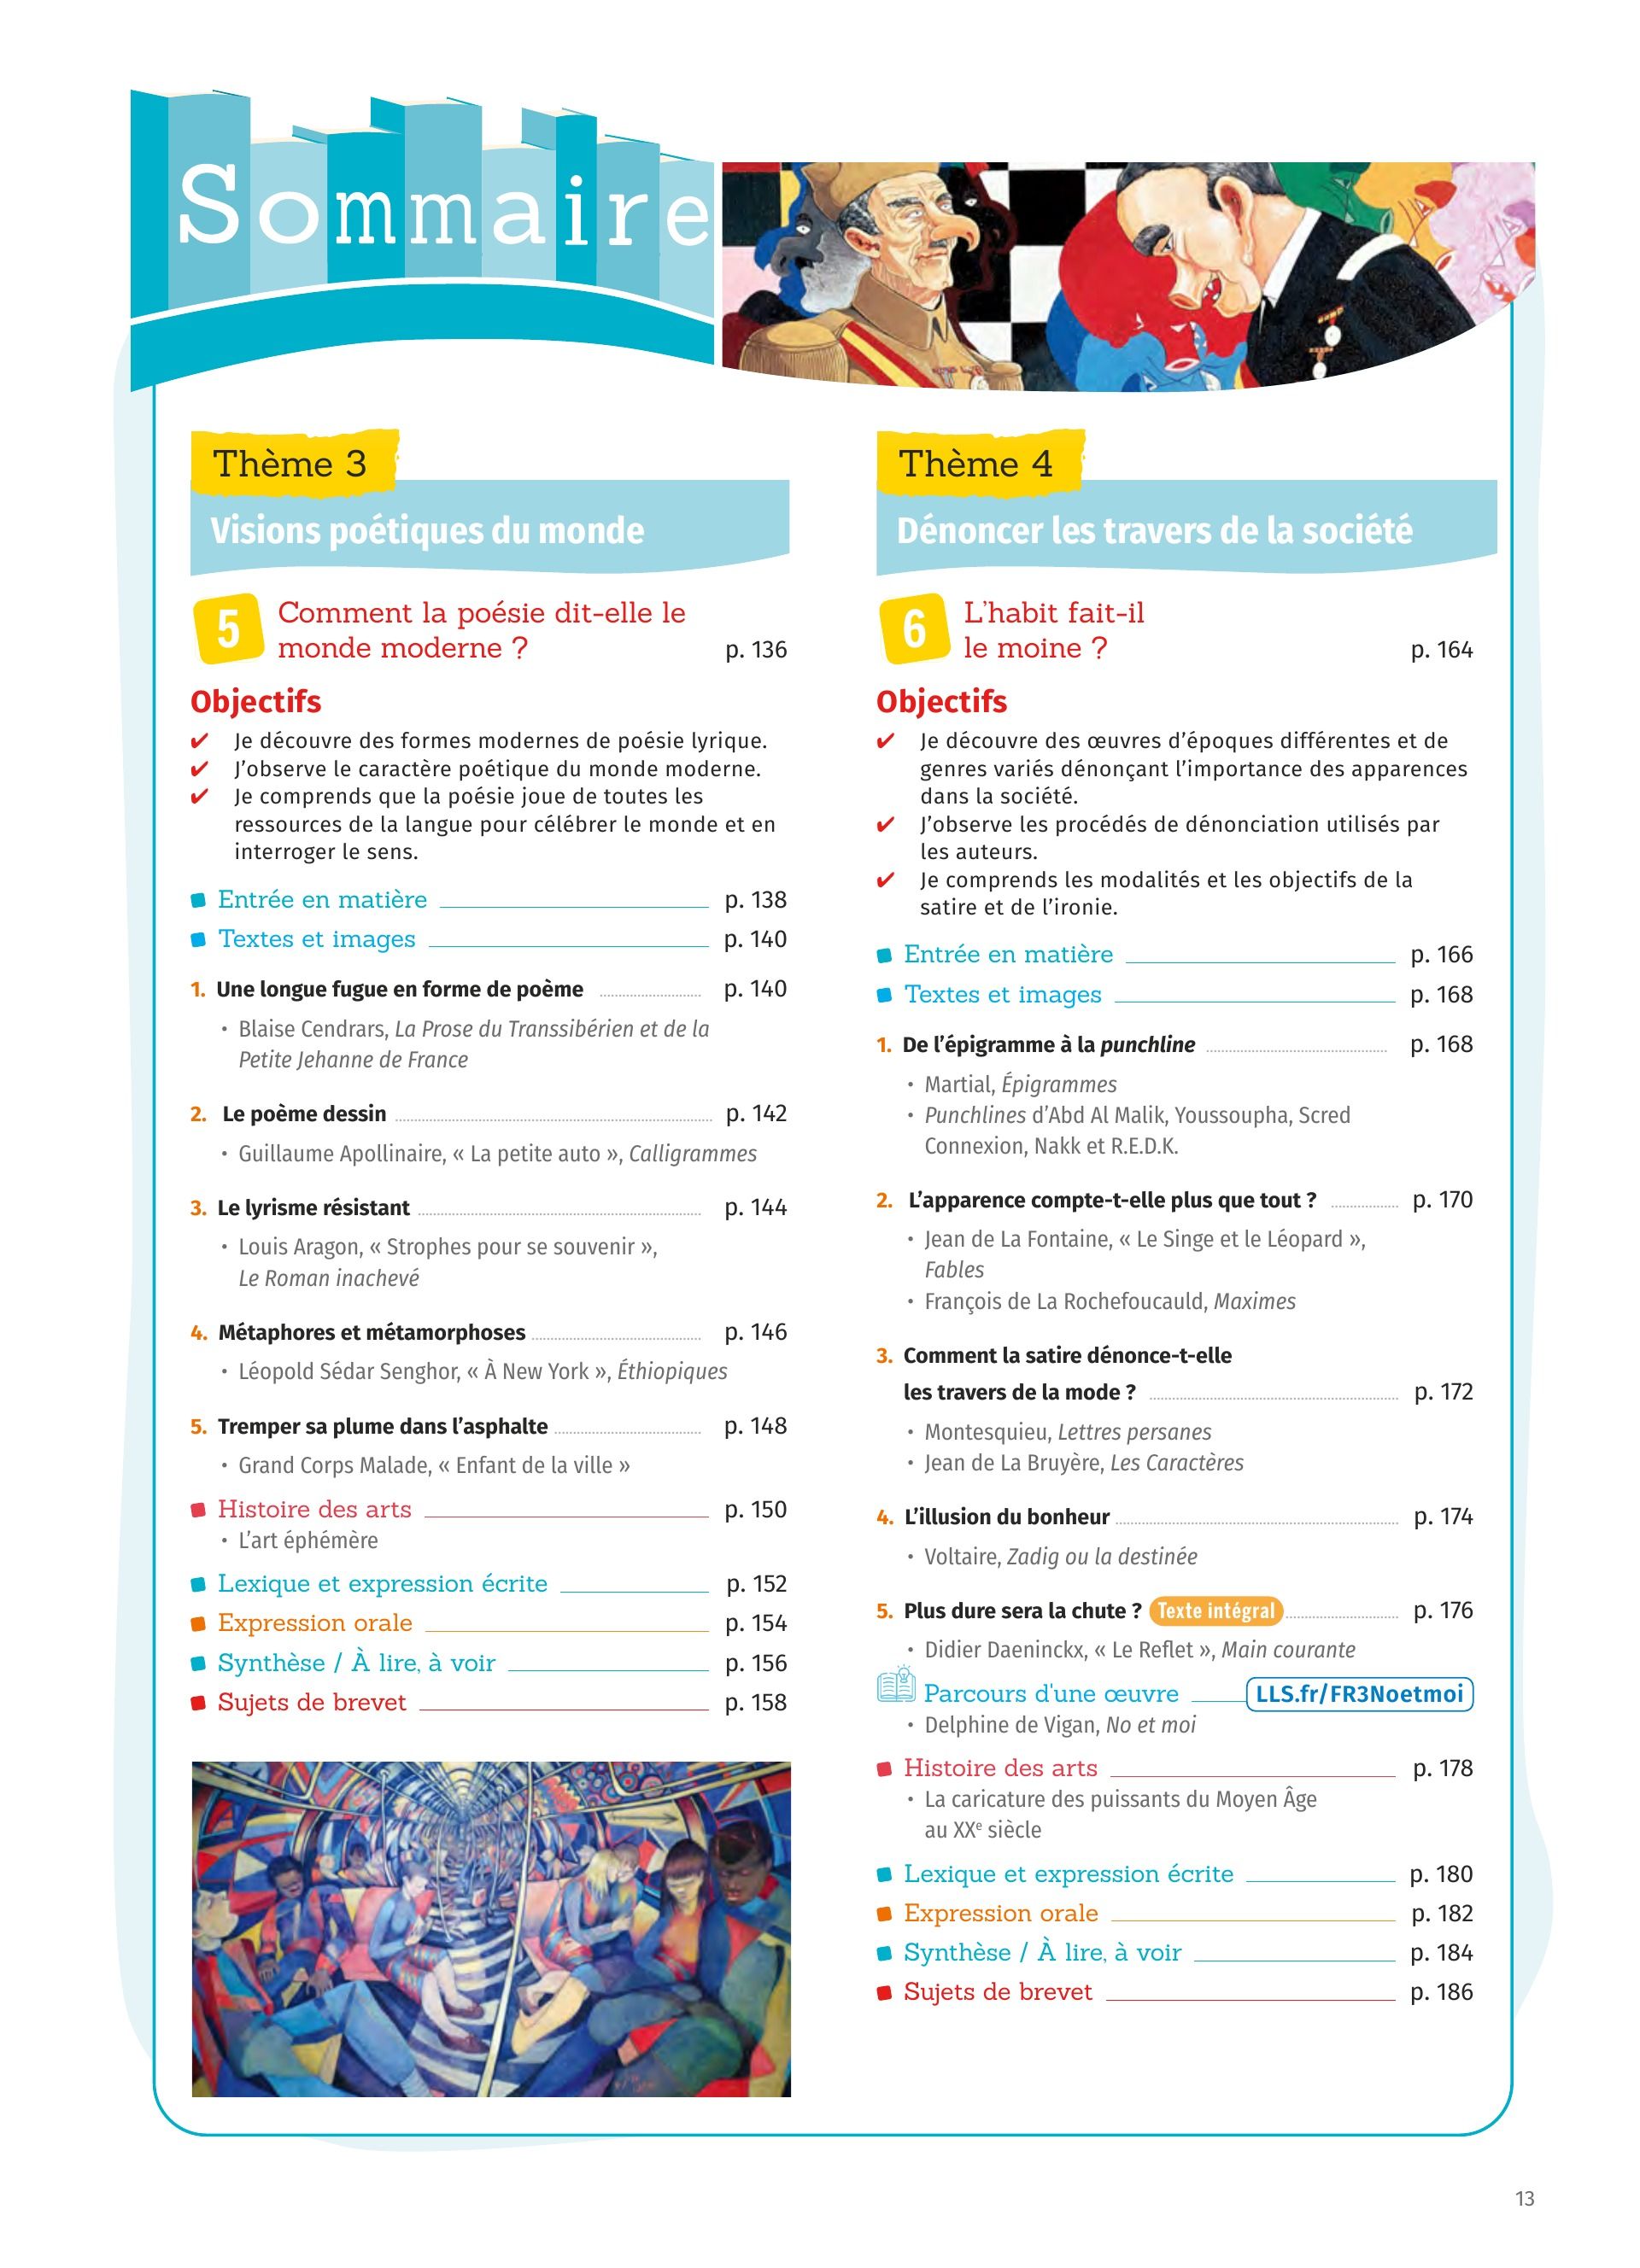 Sommaire
Thème 3
Visions poétiques du monde
5 Comment la poésie dit-elle le
monde moderne ? p. 136
Objectifs
✔ Je découvre des formes modernes de poésie lyrique.
✔ J’observe le caractère poétique du monde moderne.
✔ Je comprends que la poésie joue de toutes les
ressources de la langue pour célébrer le monde et en
interroger le sens.
Entrée en matière p. 138
Textes et images p. 140
1. Une longue fugue en forme de poème p. 140
• Blaise Cendrars, La Prose du Transsibérien et de la
Petite Jehanne de France
2. Le poème dessin p. 142
• Guillaume Apollinaire, « La petite auto », Calligrammes
3. Le lyrisme résistant p. 144
• Louis Aragon, « Strophes pour se souvenir »,
Le Roman inachevé
4. Métaphores et métamorphoses p. 146
• Léopold Sédar Senghor, « À New York », Éthiopiques
5. Tremper sa plume dans l’asphalte p. 148
• Grand Corps Malade, « Enfant de la ville »
Histoire des arts p. 150
• L’art éphémère
Lexique et expression écrite p. 152
Expression orale p. 154
Synthèse / À lire, à voir p. 156
Sujets de brevet p. 158
Thème 4
Dénoncer les travers de la société
6 L’habit fait-il
le moine ? p. 164
Objectifs
✔ Je découvre des œuvres d’époques différentes et de
genres variés dénonçant l’importance des apparences
dans la société.
✔ J’observe les procédés de dénonciation utilisés par
les auteurs.
✔ Je comprends les modalités et les objectifs de la
satire et de l’ironie.
Entrée en matière p. 166
Textes et images p. 168
1. De l’épigramme à la punchline p. 168
• Martial, Épigrammes
• Punchlines d’Abd Al Malik, Youssoupha, Scred
Connexion, Nakk et R.E.D.K.
2. L’apparence compte-t-elle plus que tout ? p. 170
• Jean de La Fontaine, « Le Singe et le Léopard »,
Fables
• François de La Rochefoucauld, Maximes
3. Comment la satire dénonce-t-elle
les travers de la mode ? p. 172
• Montesquieu, Lettres persanes
• Jean de La Bruyère, Les Caractères
4. L’illusion du bonheur p. 174
• Voltaire, Zadig ou la destinée
5. Plus dure sera la chute ? Texte intégral p. 176
• Didier Daeninckx, « Le Reflet », Main courante
Parcours d'une œuvre LLS.fr/FR3Noetmoi
• Delphine de Vigan, No et moi
Histoire des arts p. 178
• La caricature des puissants du Moyen Âge
au XXe siècle
Lexique et expression écrite p. 180
Expression orale p. 182
Synthèse / À lire, à voir p. 184
Sujets de brevet p. 186
13